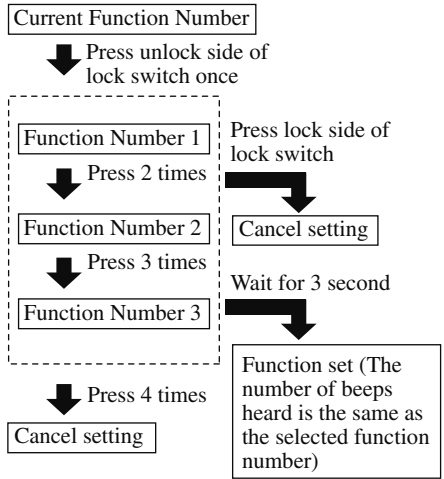 Current Function Number
Press unlock side of
lock switch once
Function Number 1
Press lock side of
lock switch
Press 2 times
Function Number 2
Cancel setting
Press 3 times
Wait for 3 second
Function Number 3
Function set (The
number of beeps
heard is the same as
the selected function
number)
Press 4 times
Cancel setting